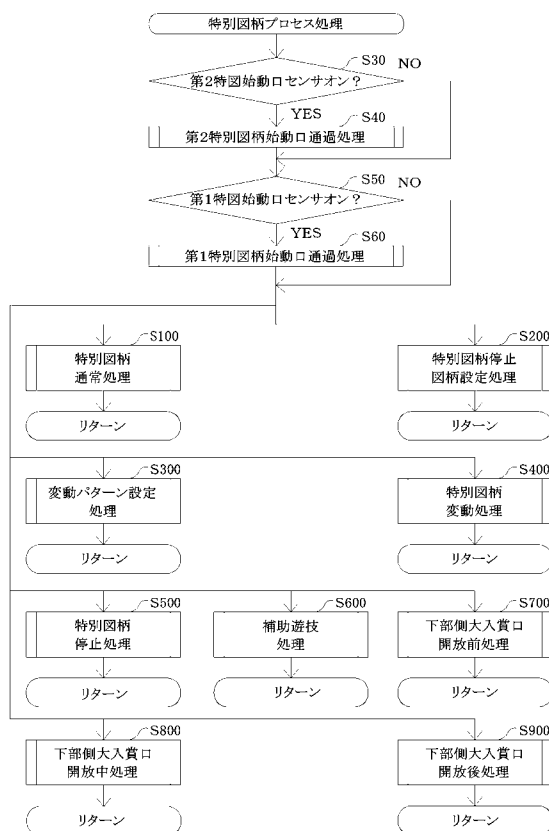 特別図柄プロセス処理
S30
第2特図始動口センサオン？
NO
YES
S40
第2特別図柄始動口通過処理
S50
第1特図始動口センサオン？
NO
YES
S60
第1特別図柄始動口通過処理
S100
特別図柄
通常処理
リターン
S200
特別図柄停止
図柄設定処理
リターン
S300
変動パターン設定
処理
リターン
S400
特別図柄
変動処理
リターン
S500
特別図柄
停止処理
リターン
S600
補助遊技
処理
リターン
S700
下部側大入賞口
開放前処理
リターン
S800
下部側大入賞口
開放中処理
リターン
S900
下部側大入賞口
開放後処理
リターン